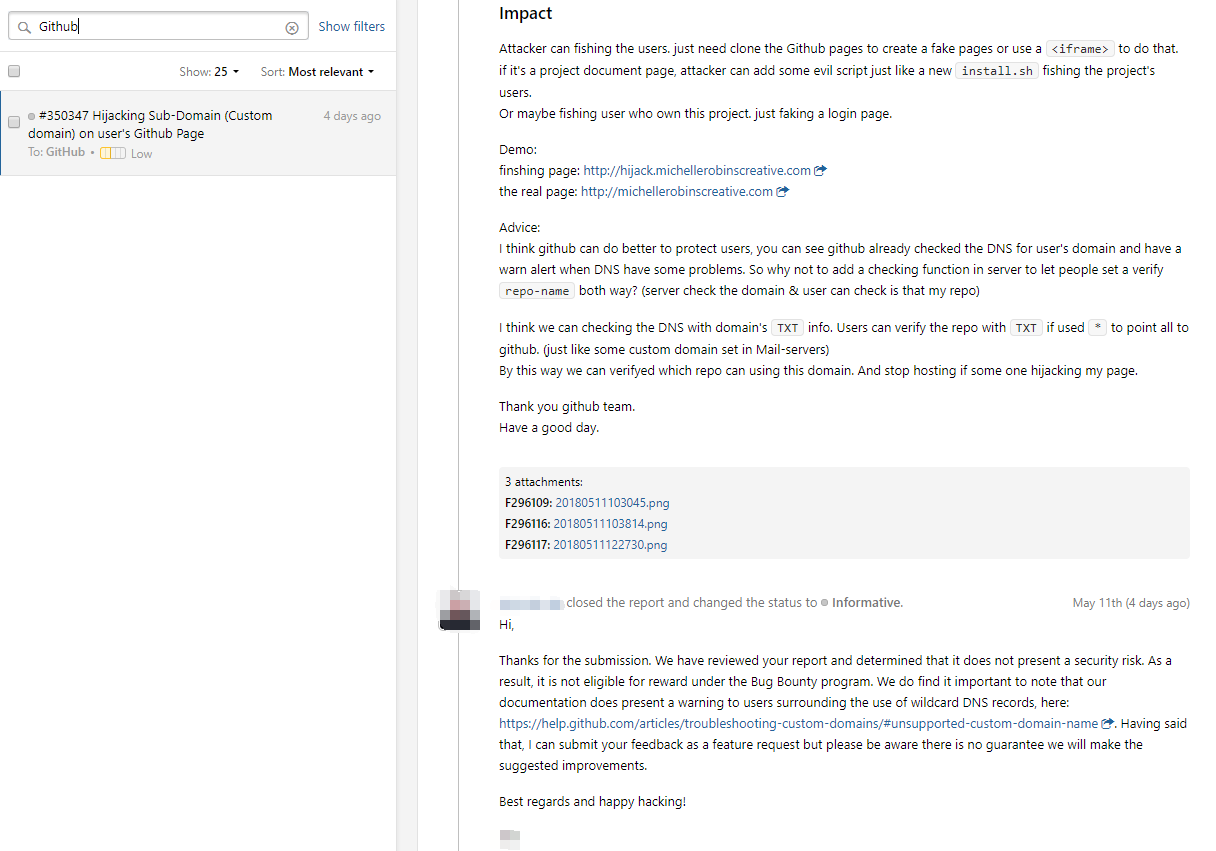 Github
Show filters
Show: 25
Sort: Most relevant
#350347 Hijacking Sub-Domain (Custom
domain) on user's Github Page
4 days ago
To: GitHub • Low
Impact
Attacker can fishing the users. just need clone the Github pages to create a fake pages or use a <iframe> to do that.
if it's a project document page, attacker can add some evil script just like a new install.sh fishing the project's
users.
Or maybe fishing user who own this project. just faking a login page.
Demo:
finshing page: http://hijack.michellerobinscreative.com
the real page: http://michellerobinscreative.com
Advice:
I think github can do better to protect users, you can see github already checked the DNS for user's domain and have a
warn alert when DNS have some problems. So why not to add a checking function in server to let people set a verify
repo-name both way? (server check the domain & user can check is that my repo)
I think we can checking the DNS with domain's TXT info. Users can verify the repo with TXT if used * to point all to
github. (just like some custom domain set in Mail-servers)
By this way we can verifyed which repo can using this domain. And stop hosting if some one hijacking my page.
Thank you github team.
Have a good day.
3 attachments:
F296109: 20180511103045.png
F296116: 20180511103814.png
F296117: 20180511122730.png
closed the report and changed the status to Informative.
May 11th (4 days ago)
Hi,
Thanks for the submission. We have reviewed your report and determined that it does not present a security risk. As a
result, it is not eligible for reward under the Bug Bounty program. We do find it important to note that our
documentation does present a warning to users surrounding the use of wildcard DNS records, here:
https://help.github.com/articles/troubleshooting-custom-domains/#unsupported-custom-domain-name. Having said
that, I can submit your feedback as a feature request but please be aware there is no guarantee we will make the
suggested improvements.
Best regards and happy hacking!